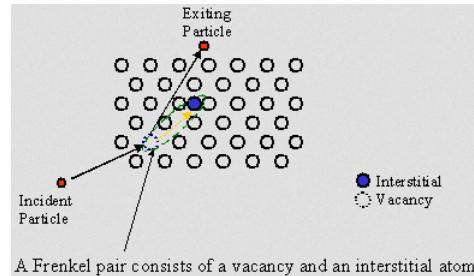 Exiting
Particle
Interstitial
Vacancy
Incident
Particle
A Frenkel pair consists of a vacancy and an interstitial atom